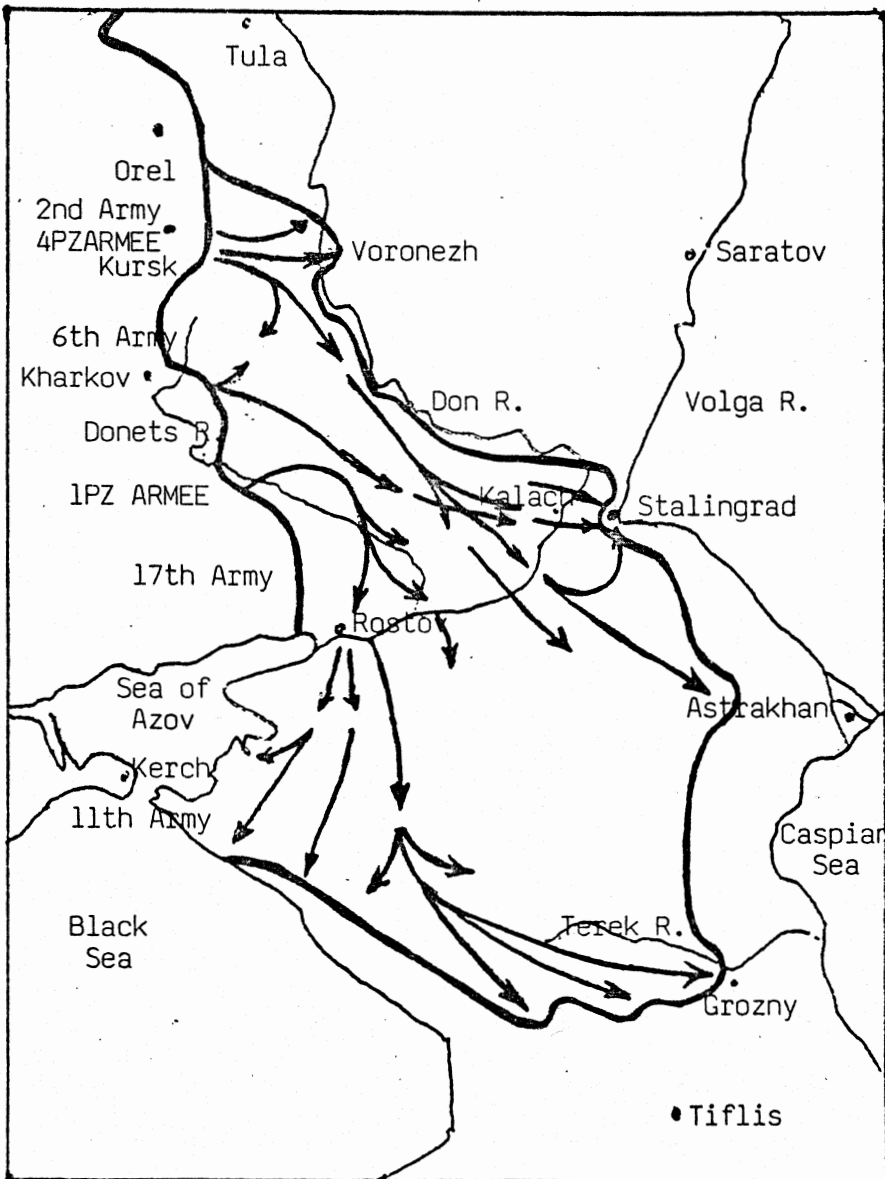 Tula
Orel
2nd Army
4PZARMEE
Kursk
Voronezh
Saratov
6th Army
Kharkov
Don R.
Volga R.
Donets R
1PZ ARMEE
Kalach
Stalingrad
17th Army
Rostov
Sea of
Azov
Astrakhan
Kerch
11th Army
Caspian
Sea
Black
Sea
Terek R.
Grozny
Tiflis